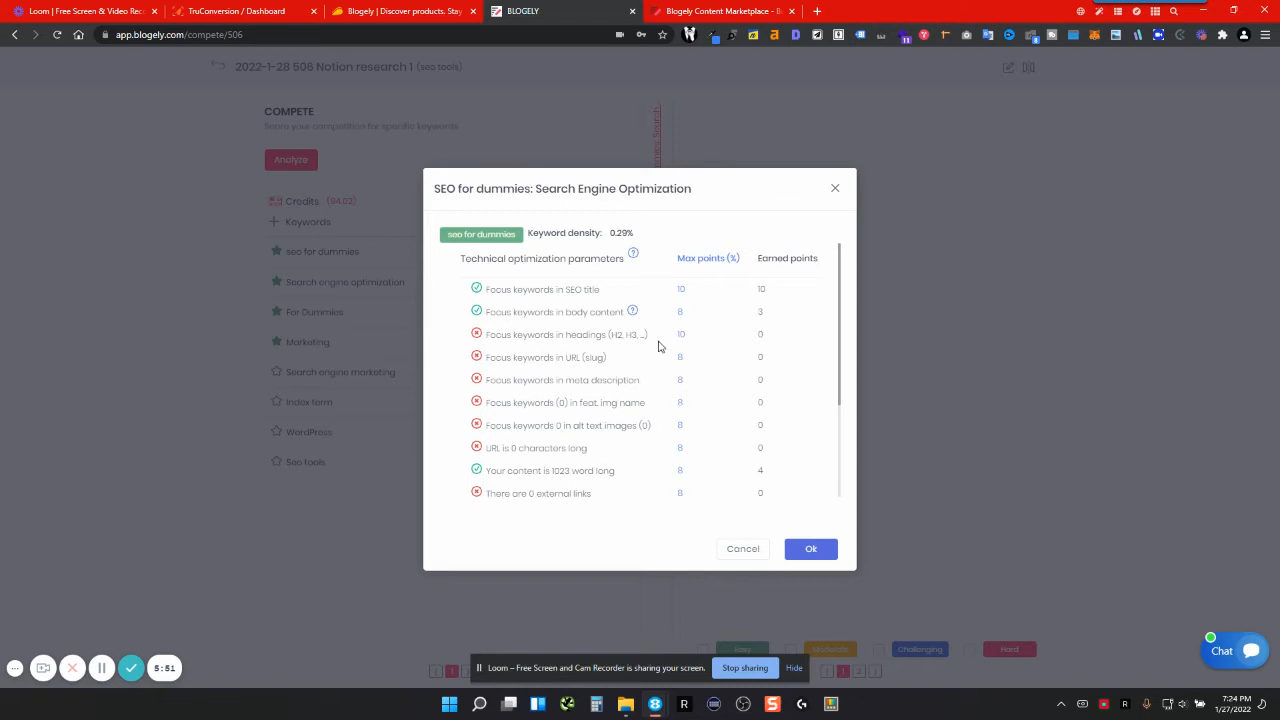 Loom | Free Screen & Video Rec
TruConversion / Dashboard
Blogely | Discover products. Stay
BLOGELY
Blogely Content Marketplace - B
app.blogely.com/compete/506
2022-1-28 506 Notion research 1 (seo tools)
COMPETE
Score your competition for specific keywords
Analyze
Credits (94.02)
Keywords
seo for dummies
Search engine optimization
For Dummies
Marketing
Search engine marketing
Index term
WordPress
Seo tools
Search
SEO for dummies: Search Engine Optimization
seo for dummies Keyword density: 0.29%
Technical optimization parameters ? Max points (%) Earned points
Focus keywords in SEO title 10 10
Focus keywords in body content ? 8 3
Focus keywords in headings (H2, H3, ...) 10 0
Focus keywords in URL (slug) 8 0
Focus keywords in meta description 8 0
Focus keywords (0) in feat. img name 8 0
Focus keywords 0 in alt text images (0) 8 0
URL is 0 characters long 8 0
Your content is 1023 word long 8 4
There are 0 external links 8 0
Cancel Ok
Easy Moderate Challenging Hard
Chat
5:51
Loom – Free Screen and Cam Recorder is sharing your screen. Stop sharing Hide
7:24 PM
1/27/2022